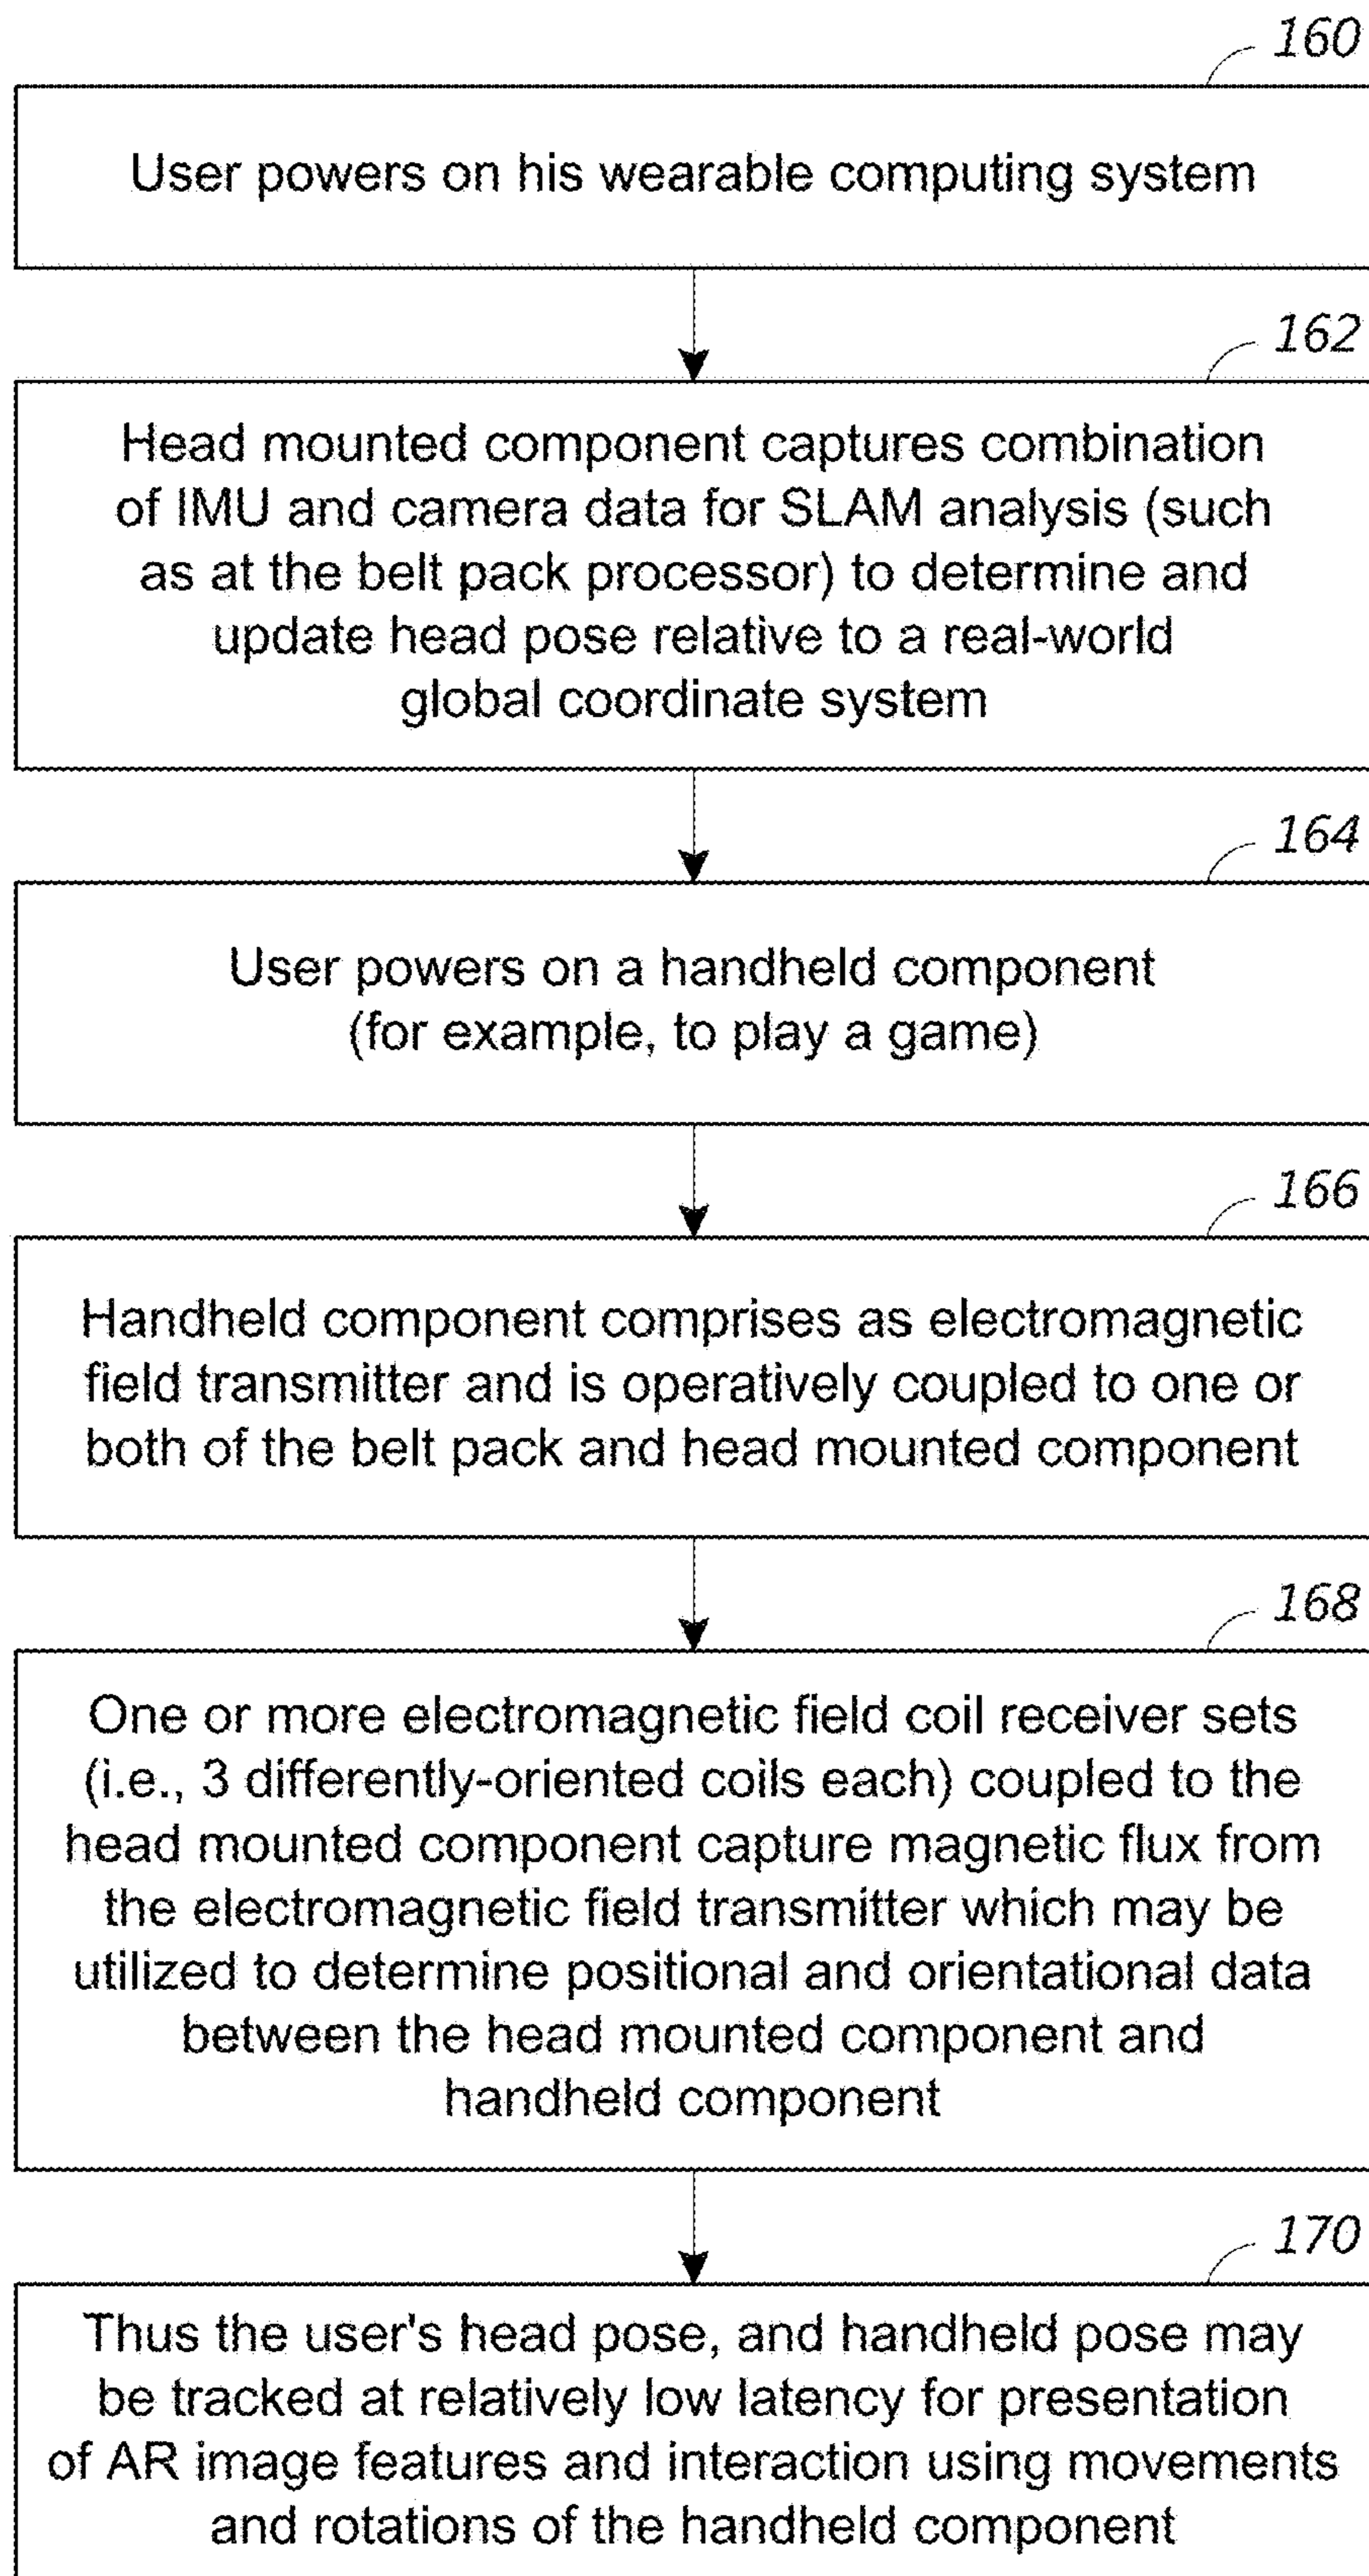 160
User powers on his wearable computing system
162
Head mounted component captures combination
of IMU and camera data for SLAM analysis (such
as at the belt pack processor) to determine and
update head pose relative to a real-world
global coordinate system
164
User powers on a handheld component
(for example, to play a game)
166
Handheld component comprises as electromagnetic
field transmitter and is operatively coupled to one or
both of the belt pack and head mounted component
168
One or more electromagnetic field coil receiver sets
(i.e., 3 differently-oriented coils each) coupled to the
head mounted component capture magnetic flux from
the electromagnetic field transmitter which may be
utilized to determine positional and orientational data
between the head mounted component and
handheld component
170
Thus the user's head pose, and handheld pose may
be tracked at relatively low latency for presentation
of AR image features and interaction using movements
and rotations of the handheld component